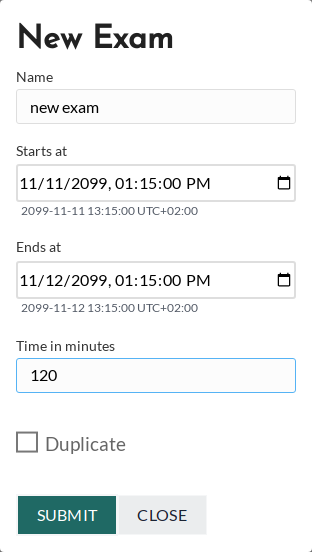 New Exam
Name
new exam
Starts at
11/11/2099, 01:15:00 PM
2099-11-11 13:15:00 UTC+02:00
Ends at
11/12/2099, 01:15:00 PM
2099-11-12 13:15:00 UTC+02:00
Time in minutes
120
Duplicate
SUBMIT CLOSE